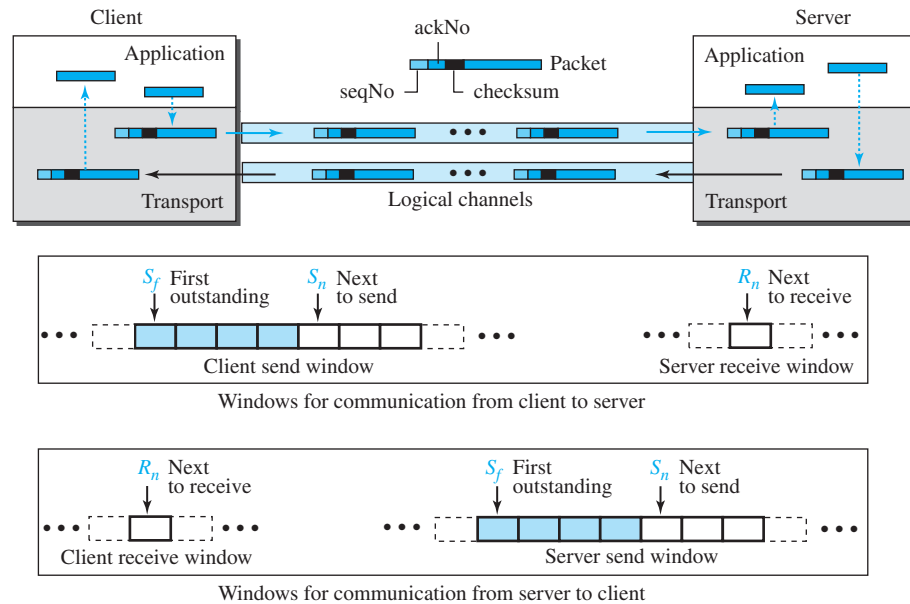 Client
Server
Application
ackNo
Packet
seqNo
checksum
Application
Transport
Logical channels
Transport
S_f First outstanding
S_n Next to send
R_n Next to receive
Client send window
Server receive window
Windows for communication from client to server
R_n Next to receive
S_f First outstanding
S_n Next to send
Client receive window
Server send window
Windows for communication from server to client